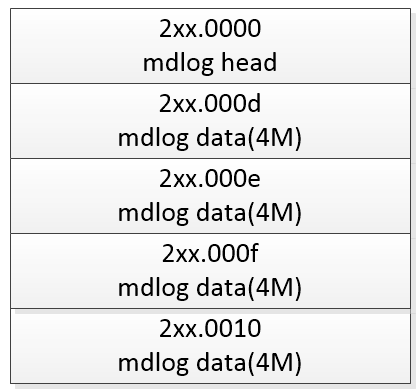 2xx.0000
mdlog head
2xx.000d
mdlog data(4M)
2xx.000e
mdlog data(4M)
2xx.000f
mdlog data(4M)
2xx.0010
mdlog data(4M)